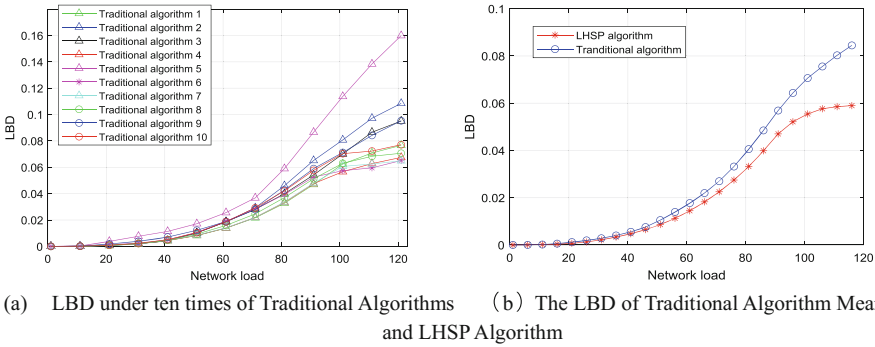 Traditional algorithm 1
Traditional algorithm 2
Traditional algorithm 3
Traditional algorithm 4
Traditional algorithm 5
Traditional algorithm 6
Traditional algorithm 7
Traditional algorithm 8
Traditional algorithm 9
Traditional algorithm 10
0.16
0.14
0.12
0.1
0.08
0.06
0.04
0.02
0
LBD
0 20 40 60 80 100 120
Network load
LHSP algorithm
Tranditional algorithm
0.1
0.08
0.06
0.04
0.02
0
LBD
0 20 40 60 80 100 120
Network load
(a) LBD under ten times of Traditional Algorithms
（b）The LBD of Traditional Algorithm Mea
and LHSP Algorithm